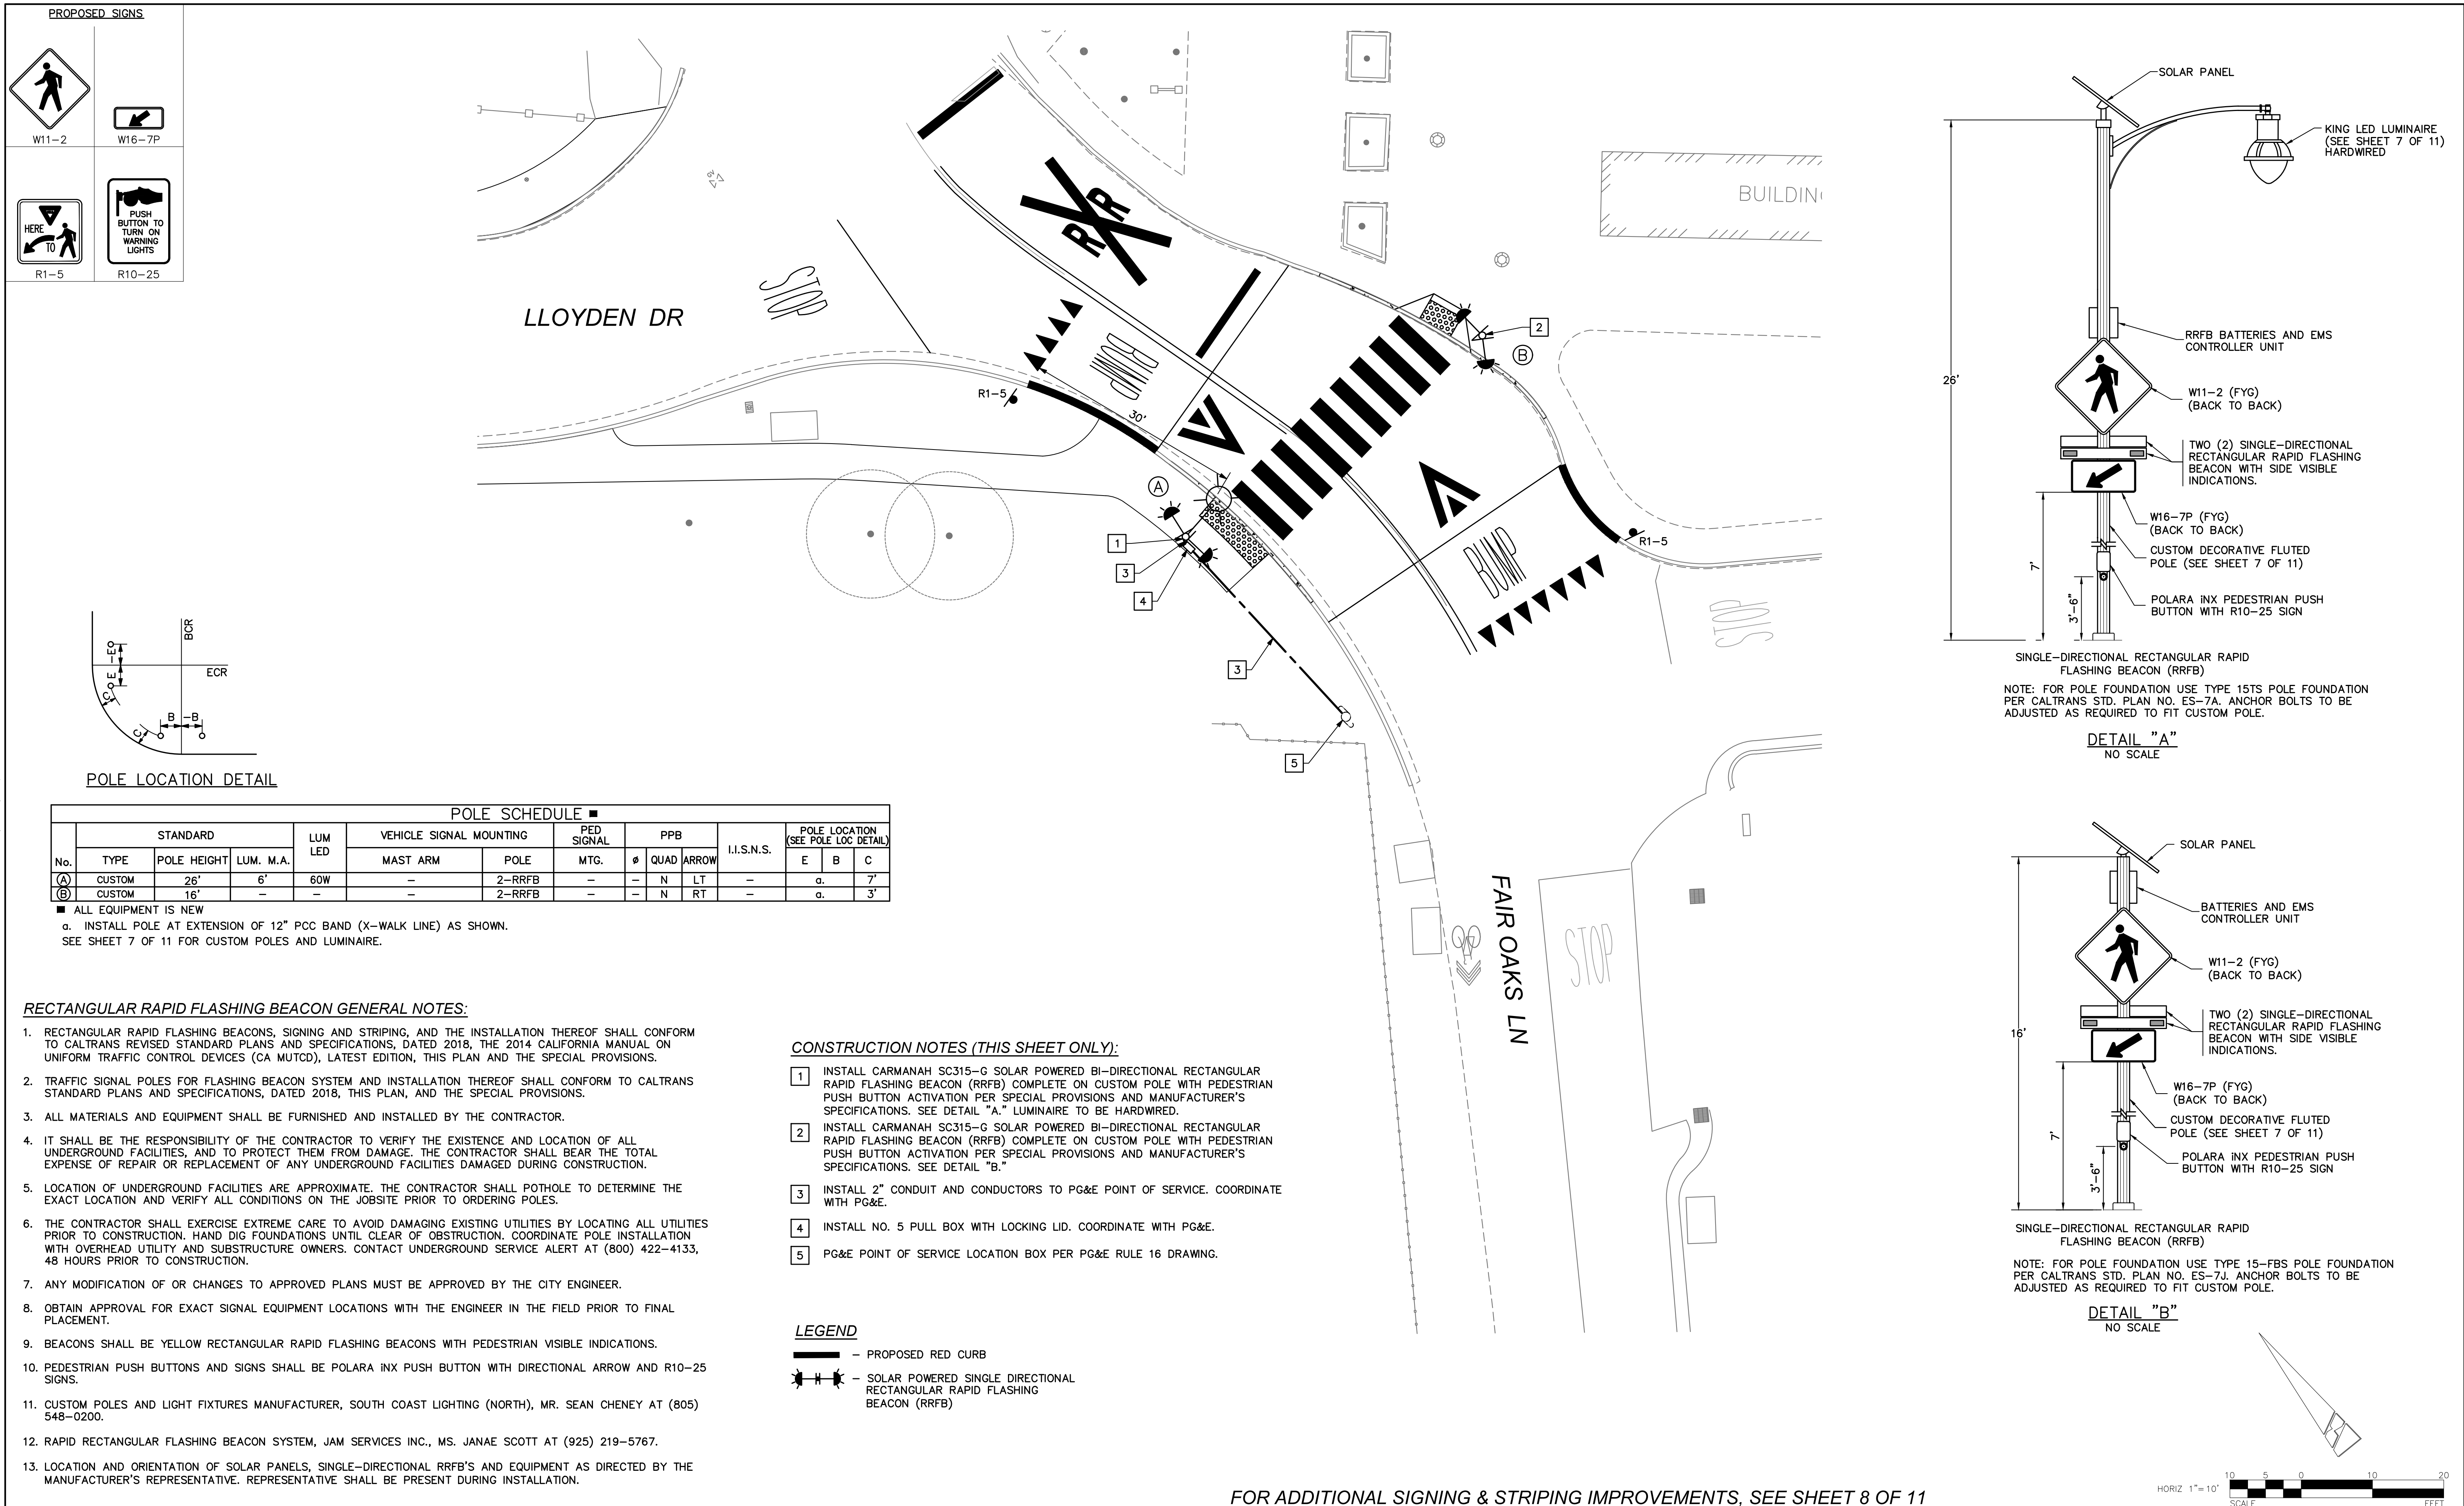 PROPOSED SIGNS
W11-2
W16-7P
HERE
TO
R1-5
PUSH
BUTTON TO
TURN ON
WARNING
LIGHTS
R10-25
LLOYDEN DR
STOP
R R
R1-5
30'
A
B
2
1
3
4
3
5
R1-5
STOP
BUILDIN
FAIR OAKS LN
STOP
BCR
ECR
E
-E
C
C
B
-B
POLE LOCATION DETAIL
POLE SCHEDULE ■
No. STANDARD LUM LED VEHICLE SIGNAL MOUNTING PED SIGNAL PPB I.I.S.N.S. POLE LOCATION (SEE POLE LOC DETAIL)
TYPE POLE HEIGHT LUM. M.A. MAST ARM POLE MTG. ø QUAD ARROW E B C
A CUSTOM 26' 6' 60W - 2-RRFB - - N LT - a. 7'
B CUSTOM 16' - - - 2-RRFB - - N RT - a. 3'
■ ALL EQUIPMENT IS NEW
a. INSTALL POLE AT EXTENSION OF 12" PCC BAND (X-WALK LINE) AS SHOWN.
SEE SHEET 7 OF 11 FOR CUSTOM POLES AND LUMINAIRE.
RECTANGULAR RAPID FLASHING BEACON GENERAL NOTES:
1. RECTANGULAR RAPID FLASHING BEACONS, SIGNING AND STRIPING, AND THE INSTALLATION THEREOF SHALL CONFORM
TO CALTRANS REVISED STANDARD PLANS AND SPECIFICATIONS, DATED 2018, THE 2014 CALIFORNIA MANUAL ON
UNIFORM TRAFFIC CONTROL DEVICES (CA MUTCD), LATEST EDITION, THIS PLAN AND THE SPECIAL PROVISIONS.
2. TRAFFIC SIGNAL POLES FOR FLASHING BEACON SYSTEM AND INSTALLATION THEREOF SHALL CONFORM TO CALTRANS
STANDARD PLANS AND SPECIFICATIONS, DATED 2018, THIS PLAN, AND THE SPECIAL PROVISIONS.
3. ALL MATERIALS AND EQUIPMENT SHALL BE FURNISHED AND INSTALLED BY THE CONTRACTOR.
4. IT SHALL BE THE RESPONSIBILITY OF THE CONTRACTOR TO VERIFY THE EXISTENCE AND LOCATION OF ALL
UNDERGROUND FACILITIES, AND TO PROTECT THEM FROM DAMAGE. THE CONTRACTOR SHALL BEAR THE TOTAL
EXPENSE OF REPAIR OR REPLACEMENT OF ANY UNDERGROUND FACILITIES DAMAGED DURING CONSTRUCTION.
5. LOCATION OF UNDERGROUND FACILITIES ARE APPROXIMATE. THE CONTRACTOR SHALL POTHOLE TO DETERMINE THE
EXACT LOCATION AND VERIFY ALL CONDITIONS ON THE JOBSITE PRIOR TO ORDERING POLES.
6. THE CONTRACTOR SHALL EXERCISE EXTREME CARE TO AVOID DAMAGING EXISTING UTILITIES BY LOCATING ALL UTILITIES
PRIOR TO CONSTRUCTION. HAND DIG FOUNDATIONS UNTIL CLEAR OF OBSTRUCTION. COORDINATE POLE INSTALLATION
WITH OVERHEAD UTILITY AND SUBSTRUCTURE OWNERS. CONTACT UNDERGROUND SERVICE ALERT AT (800) 422-4133,
48 HOURS PRIOR TO CONSTRUCTION.
7. ANY MODIFICATION OF OR CHANGES TO APPROVED PLANS MUST BE APPROVED BY THE CITY ENGINEER.
8. OBTAIN APPROVAL FOR EXACT SIGNAL EQUIPMENT LOCATIONS WITH THE ENGINEER IN THE FIELD PRIOR TO FINAL
PLACEMENT.
9. BEACONS SHALL BE YELLOW RECTANGULAR RAPID FLASHING BEACONS WITH PEDESTRIAN VISIBLE INDICATIONS.
10. PEDESTRIAN PUSH BUTTONS AND SIGNS SHALL BE POLARA iNX PUSH BUTTON WITH DIRECTIONAL ARROW AND R10-25
SIGNS.
11. CUSTOM POLES AND LIGHT FIXTURES MANUFACTURER, SOUTH COAST LIGHTING (NORTH), MR. SEAN CHENEY AT (805)
548-0200.
12. RAPID RECTANGULAR FLASHING BEACON SYSTEM, JAM SERVICES INC., MS. JANAE SCOTT AT (925) 219-5767.
13. LOCATION AND ORIENTATION OF SOLAR PANELS, SINGLE-DIRECTIONAL RRFB'S AND EQUIPMENT AS DIRECTED BY THE
MANUFACTURER'S REPRESENTATIVE. REPRESENTATIVE SHALL BE PRESENT DURING INSTALLATION.
CONSTRUCTION NOTES (THIS SHEET ONLY):
1 INSTALL CARMANAH SC315-G SOLAR POWERED BI-DIRECTIONAL RECTANGULAR
RAPID FLASHING BEACON (RRFB) COMPLETE ON CUSTOM POLE WITH PEDESTRIAN
PUSH BUTTON ACTIVATION PER SPECIAL PROVISIONS AND MANUFACTURER'S
SPECIFICATIONS. SEE DETAIL "A." LUMINAIRE TO BE HARDWIRED.
2 INSTALL CARMANAH SC315-G SOLAR POWERED BI-DIRECTIONAL RECTANGULAR
RAPID FLASHING BEACON (RRFB) COMPLETE ON CUSTOM POLE WITH PEDESTRIAN
PUSH BUTTON ACTIVATION PER SPECIAL PROVISIONS AND MANUFACTURER'S
SPECIFICATIONS. SEE DETAIL "B."
3 INSTALL 2" CONDUIT AND CONDUCTORS TO PG&E POINT OF SERVICE. COORDINATE
WITH PG&E.
4 INSTALL NO. 5 PULL BOX WITH LOCKING LID. COORDINATE WITH PG&E.
5 PG&E POINT OF SERVICE LOCATION BOX PER PG&E RULE 16 DRAWING.
LEGEND
- PROPOSED RED CURB
- SOLAR POWERED SINGLE DIRECTIONAL
RECTANGULAR RAPID FLASHING
BEACON (RRFB)
SOLAR PANEL
KING LED LUMINAIRE
(SEE SHEET 7 OF 11)
HARDWIRED
RRFB BATTERIES AND EMS
CONTROLLER UNIT
26'
W11-2 (FYG)
(BACK TO BACK)
TWO (2) SINGLE-DIRECTIONAL
RECTANGULAR RAPID FLASHING
BEACON WITH SIDE VISIBLE
INDICATIONS.
W16-7P (FYG)
(BACK TO BACK)
CUSTOM DECORATIVE FLUTED
POLE (SEE SHEET 7 OF 11)
7'
3'-6"
POLARA iNX PEDESTRIAN PUSH
BUTTON WITH R10-25 SIGN
SINGLE-DIRECTIONAL RECTANGULAR RAPID
FLASHING BEACON (RRFB)
NOTE: FOR POLE FOUNDATION USE TYPE 15TS POLE FOUNDATION
PER CALTRANS STD. PLAN NO. ES-7A. ANCHOR BOLTS TO BE
ADJUSTED AS REQUIRED TO FIT CUSTOM POLE.
DETAIL "A"
NO SCALE
SOLAR PANEL
BATTERIES AND EMS
CONTROLLER UNIT
W11-2 (FYG)
(BACK TO BACK)
16'
TWO (2) SINGLE-DIRECTIONAL
RECTANGULAR RAPID FLASHING
BEACON WITH SIDE VISIBLE
INDICATIONS.
W16-7P (FYG)
(BACK TO BACK)
CUSTOM DECORATIVE FLUTED
POLE (SEE SHEET 7 OF 11)
7'
3'-6"
POLARA iNX PEDESTRIAN PUSH
BUTTON WITH R10-25 SIGN
SINGLE-DIRECTIONAL RECTANGULAR RAPID
FLASHING BEACON (RRFB)
NOTE: FOR POLE FOUNDATION USE TYPE 15-FBS POLE FOUNDATION
PER CALTRANS STD. PLAN NO. ES-7J. ANCHOR BOLTS TO BE
ADJUSTED AS REQUIRED TO FIT CUSTOM POLE.
DETAIL "B"
NO SCALE
HORIZ 1"=10'
10 5 0 10 20
SCALE FEET
FOR ADDITIONAL SIGNING & STRIPING IMPROVEMENTS, SEE SHEET 8 OF 11